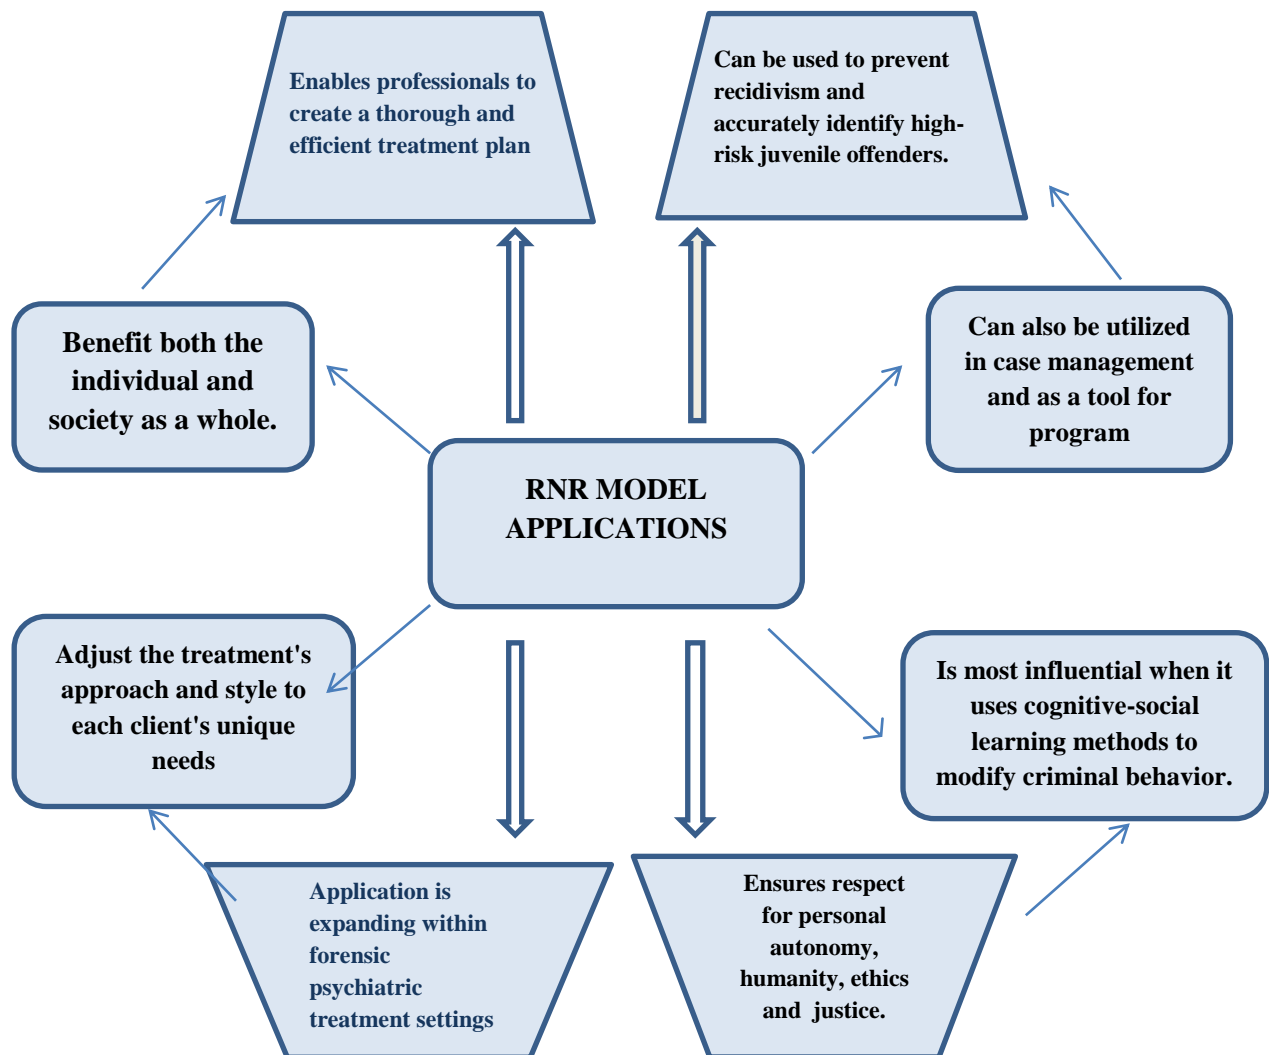 Enables professionals to
create a thorough and
efficient treatment plan
Can be used to prevent
recidivism and
accurately identify high-
risk juvenile offenders.
Benefit both the
individual and
society as a whole.
Can also be utilized
in case management
and as a tool for
program
RNR MODEL
APPLICATIONS
Adjust the treatment's
approach and style to
each client's unique
needs
Is most influential when it
uses cognitive-social
learning methods to
modify criminal behavior.
Application is
expanding within
forensic
psychiatric
treatment settings
Ensures respect
for personal
autonomy,
humanity, ethics
and justice.